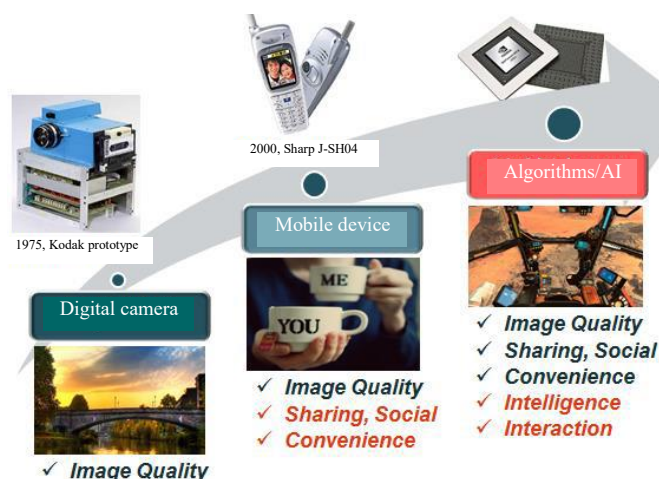 2000, Sharp J-SH04
Algorithms/AI
1975, Kodak prototype
Mobile device
Digital camera
ME
YOU
✓ Image Quality
✓ Sharing, Social
✓ Convenience
✓ Intelligence
✓ Interaction
✓ Image Quality
✓ Sharing, Social
✓ Convenience
✓ Image Quality